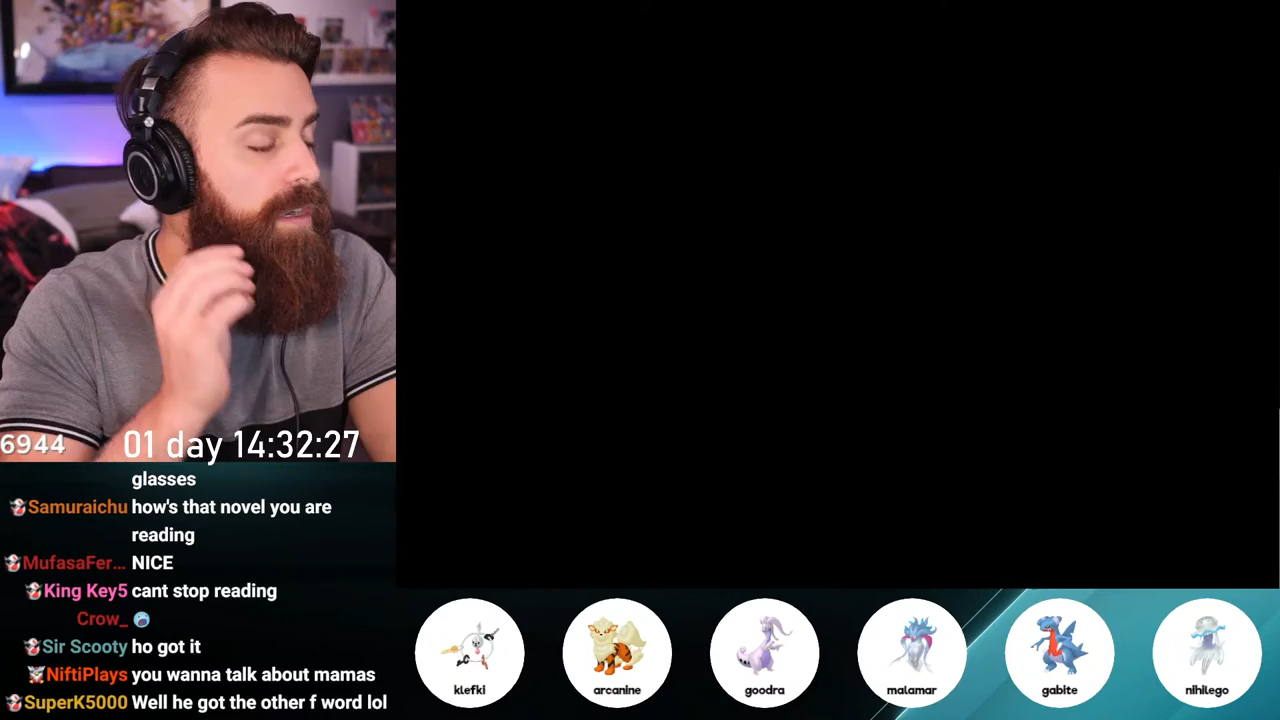 6944 01 day 14:32:27
glasses
Samuraichu how's that novel you are
reading
MufasaFer... NICE
King Key5 cant stop reading
Crow_
Sir Scooty ho got it
NiftiPlays you wanna talk about mamas
SuperK5000 Well he got the other f word lol
klefki arcanine goodra malamar gabite nihilego